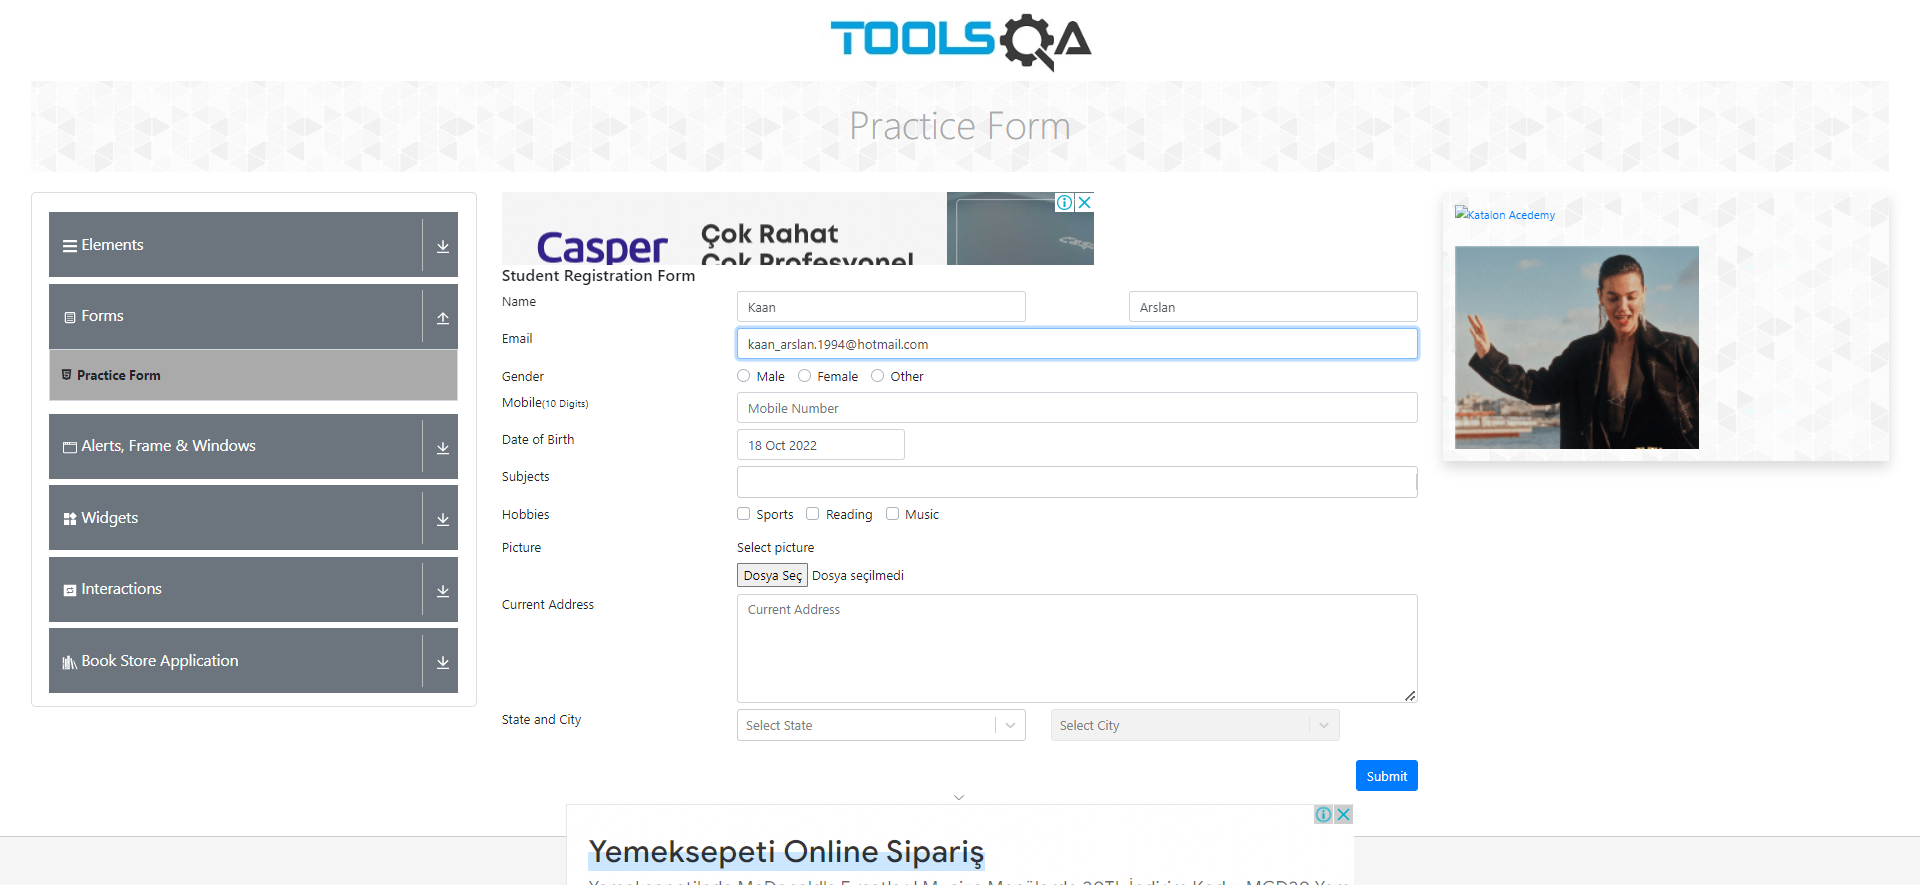 TOOLSQA
Practice Form
Elements
Forms
Practice Form
Alerts, Frame & Windows
Widgets
Interactions
Book Store Application
Casper
Çok Rahat
Çok Profesyonel
Student Registration Form
Name Kaan Arslan
Email kaan_arslan.1994@hotmail.com
Gender Male Female Other
Mobile(10 Digits) Mobile Number
Date of Birth 18 Oct 2022
Subjects
Hobbies Sports Reading Music
Picture Select picture
Dosya Seç Dosya seçilmedi
Current Address Current Address
State and City Select State Select City
Submit
Katalon Acedemy
Yemeksepeti Online Sipariş